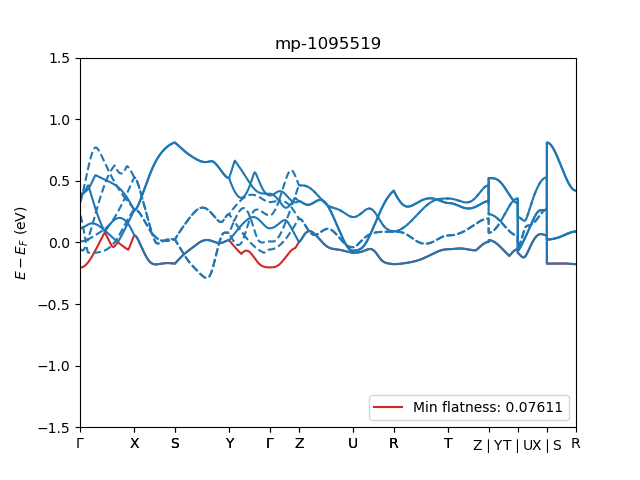 mp-1095519
E − E_F (eV)
1.5
1.0
0.5
0.0
−0.5
−1.0
−1.5
Min flatness: 0.07611
Γ X S Y Γ Z U R T Z | YT | UX | S R